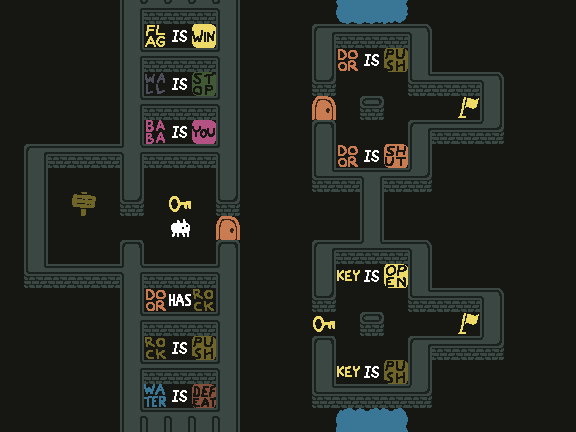 FLAG IS WIN
WALL IS STOP
BABA IS YOU
DOOR HAS ROCK
ROCK IS PUSH
WATER IS DEFEAT
DOOR IS PUSH
DOOR IS SHUT
KEY IS OPEN
KEY IS PUSH